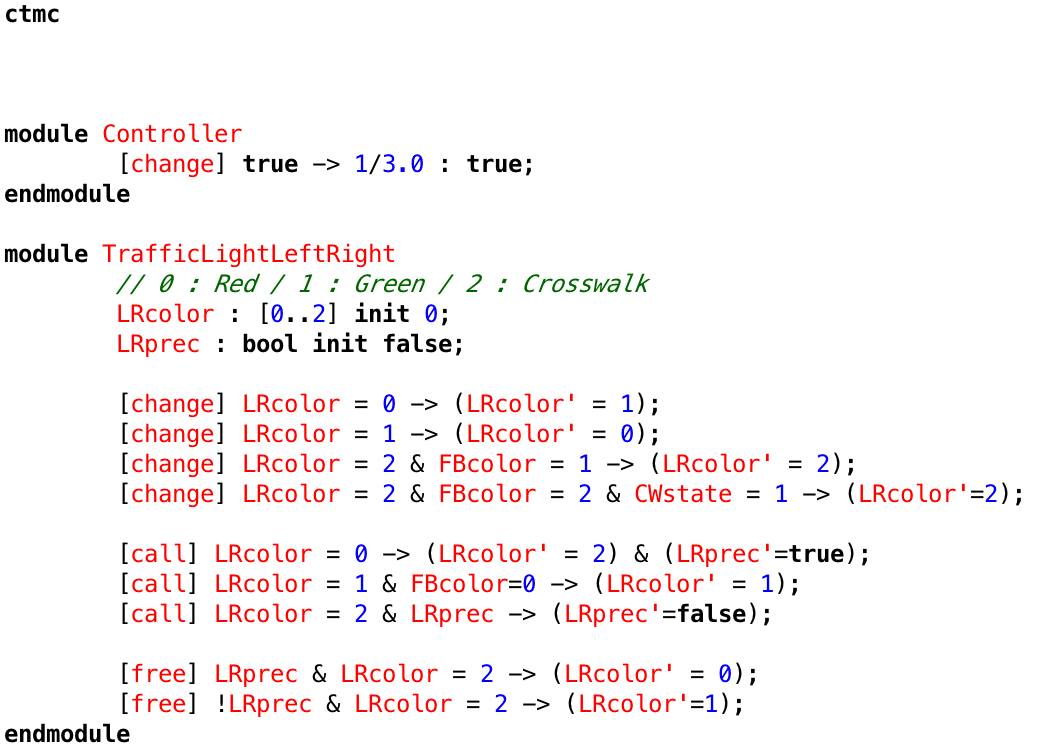 ctmc
module Controller
[change] true -> 1/3.0 : true;
endmodule
module TrafficLightLeftRight
// 0 : Red / 1 : Green / 2 : Crosswalk
LRcolor : [0..2] init 0;
LRprec : bool init false;
[change] LRcolor = 0 -> (LRcolor' = 1);
[change] LRcolor = 1 -> (LRcolor' = 0);
[change] LRcolor = 2 & FBcolor = 1 -> (LRcolor' = 2);
[change] LRcolor = 2 & FBcolor = 2 & CWstate = 1 -> (LRcolor'=2);
[call] LRcolor = 0 -> (LRcolor' = 2) & (LRprec'=true);
[call] LRcolor = 1 & FBcolor=0 -> (LRcolor' = 1);
[call] LRcolor = 2 & LRprec -> (LRprec'=false);
[free] LRprec & LRcolor = 2 -> (LRcolor' = 0);
[free] !LRprec & LRcolor = 2 -> (LRcolor'=1);
endmodule